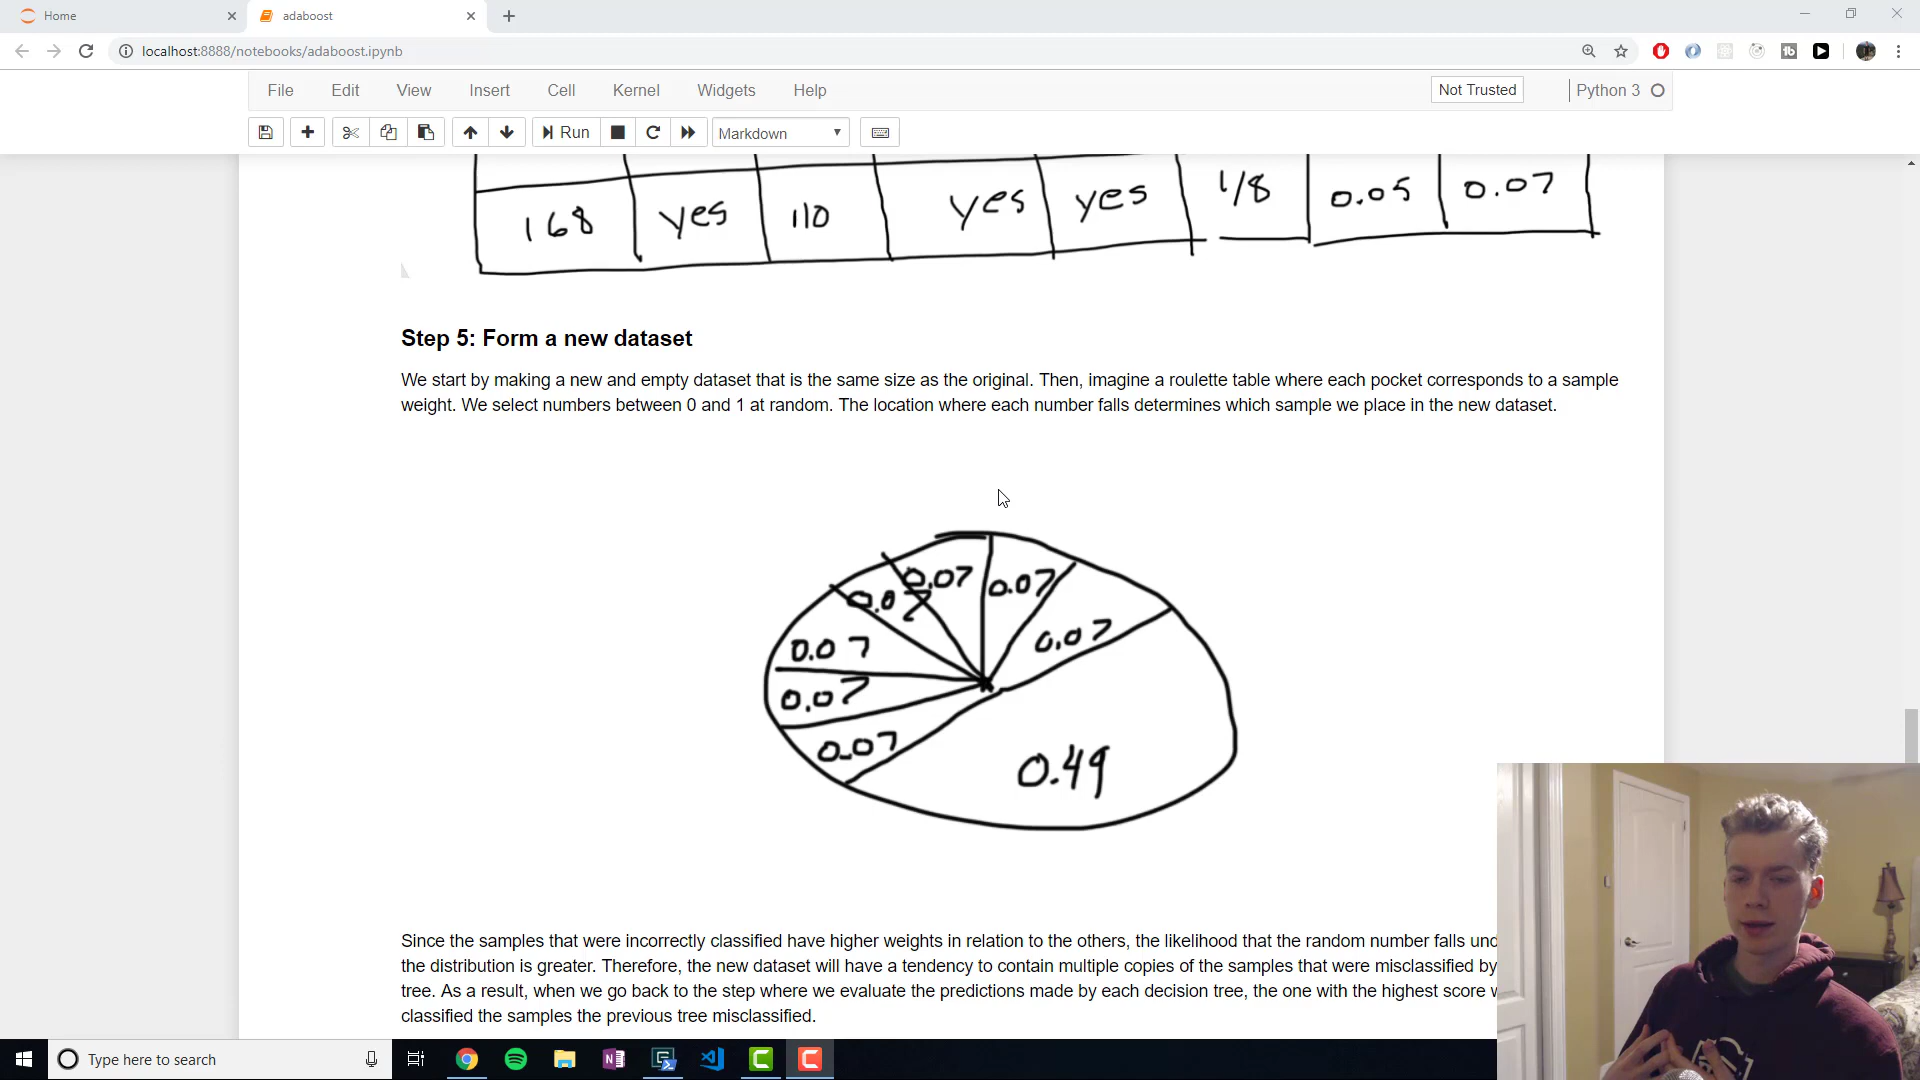 Home
adaboost
localhost:8888/notebooks/adaboost.ipynb
File Edit View Insert Cell Kernel Widgets Help
Not Trusted
Python 3
Run
Markdown
168 yes 110 yes yes 1/8 0.05 0.07
Step 5: Form a new dataset
We start by making a new and empty dataset that is the same size as the original. Then, imagine a roulette table where each pocket corresponds to a sample
weight. We select numbers between 0 and 1 at random. The location where each number falls determines which sample we place in the new dataset.
0.07
0.07
0.07
0.07
0.07
0.07
0.07
0.49
Since the samples that were incorrectly classified have higher weights in relation to the others, the likelihood that the random number falls
the distribution is greater. Therefore, the new dataset will have a tendency to contain multiple copies of the samples that were misclassified by
tree. As a result, when we go back to the step where we evaluate the predictions made by each decision tree, the one with the highest score
classified the samples the previous tree misclassified.
Type here to search